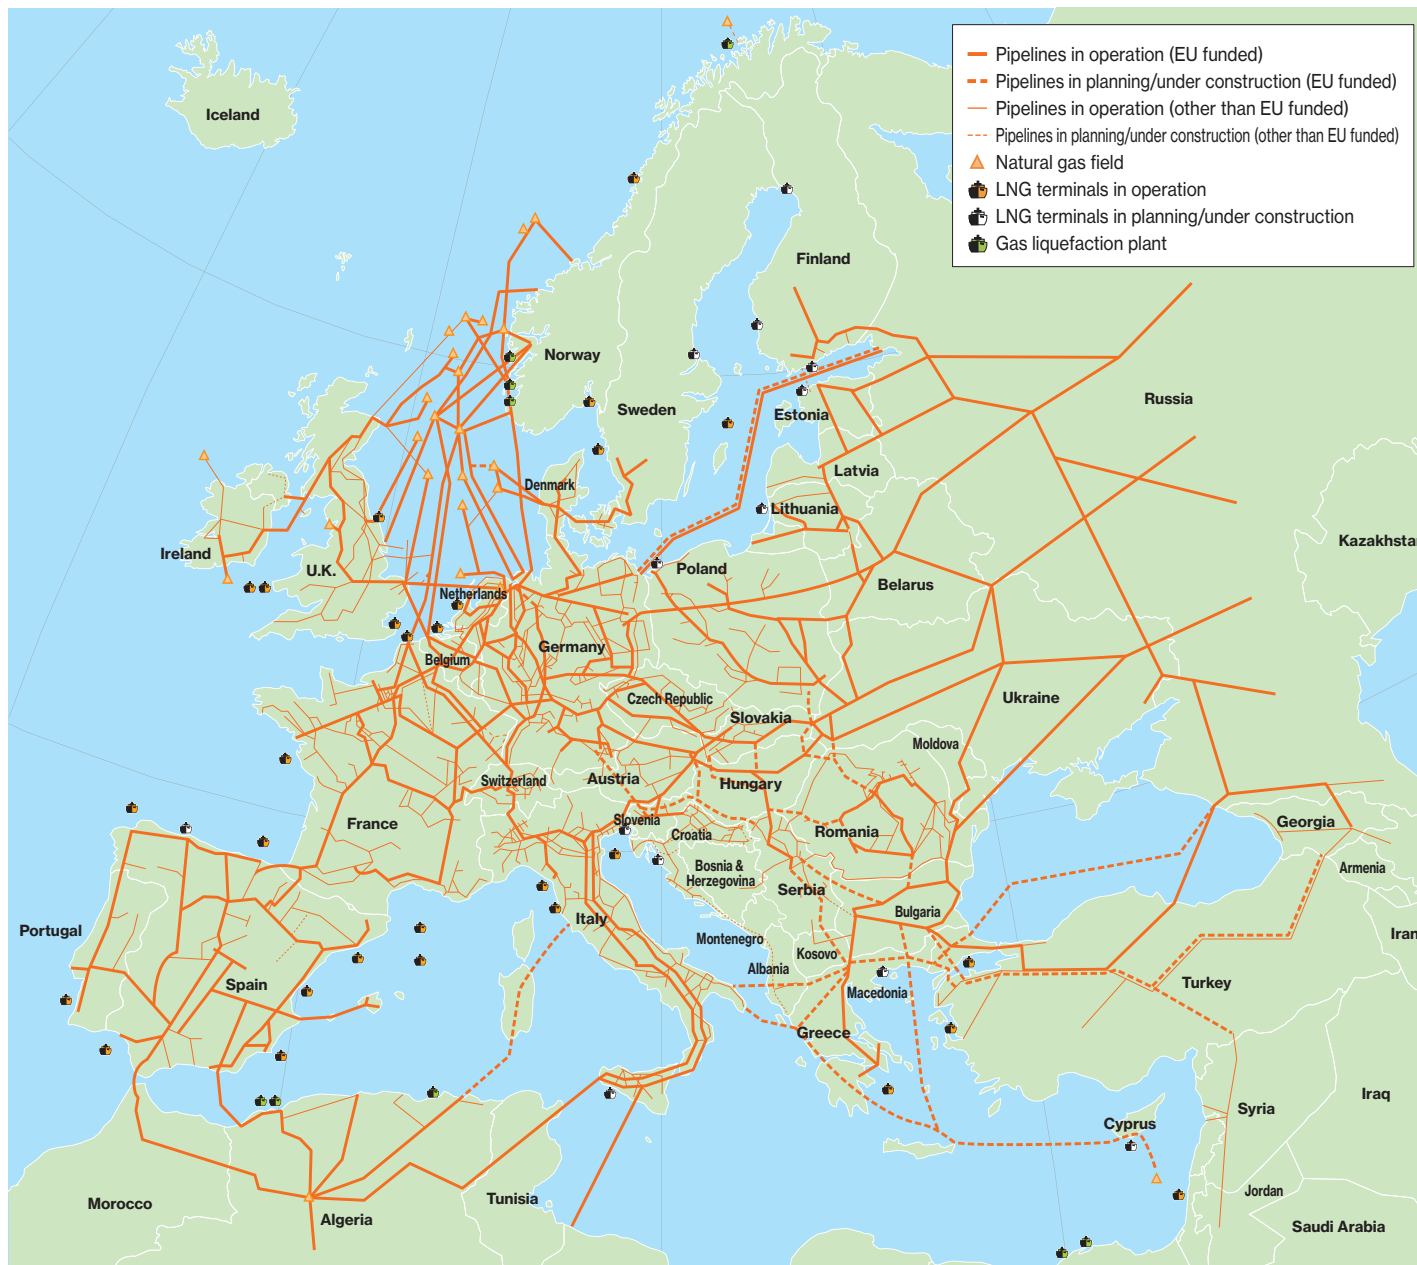 Pipelines in operation (EU funded)
Pipelines in planning/under construction (EU funded)
Pipelines in operation (other than EU funded)
Pipelines in planning/under construction (other than EU funded)
Natural gas field
LNG terminals in operation
LNG terminals in planning/under construction
Gas liquefaction plant
Iceland
Finland
Norway
Sweden
Russia
Estonia
Latvia
Denmark
Lithuania
Kazakhsta
Ireland
U.K.
Poland
Belarus
Netherlands
Germany
Belgium
Czech Republic
Ukraine
Slovakia
Moldova
Switzerland
Austria
Hungary
Slovenia
France
Croatia
Romania
Georgia
Bosnia &
Herzegovina
Armenia
Serbia
Italy
Bulgaria
Portugal
Montenegro
Kosovo
Iran
Albania
Spain
Macedonia
Turkey
Greece
Iraq
Syria
Cyprus
Morocco
Tunisia
Jordan
Algeria
Saudi Arabia